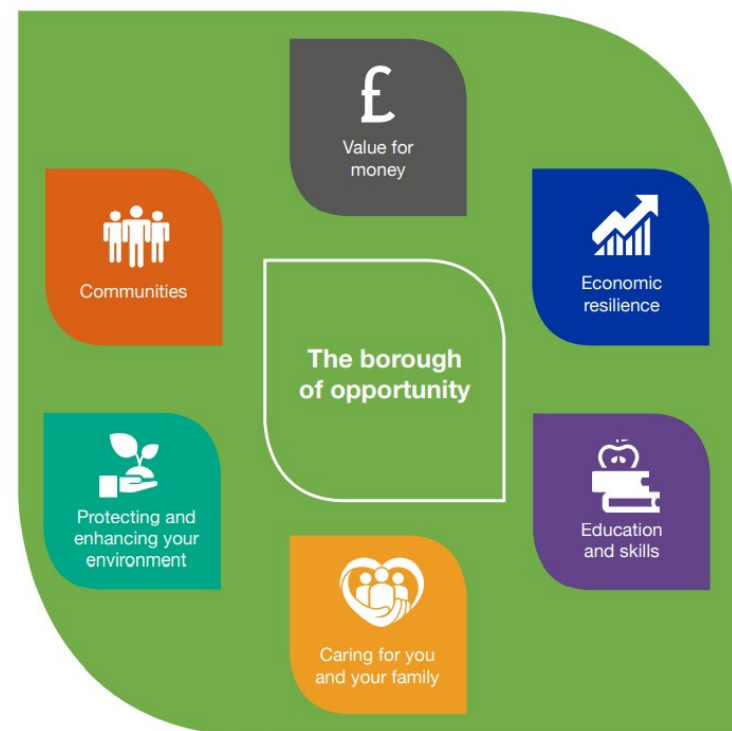 £
Value for
money
Economic
resilience
Education
and skills
Caring for you
and your family
Protecting and
enhancing your
environment
Communities
The borough
of opportunity